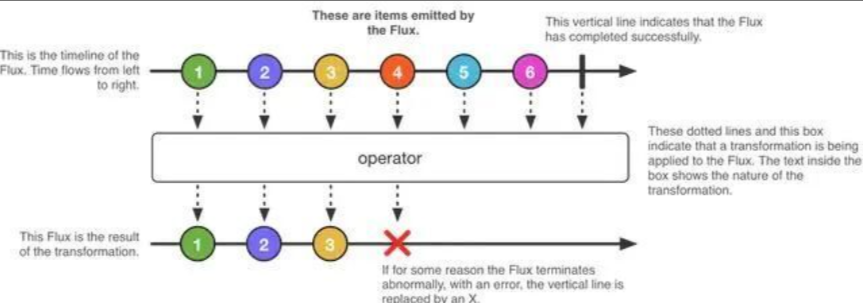 These are items emitted by
the Flux.
This vertical line indicates that the Flux
has completed successfully.
This is the timeline of the
Flux. Time flows from left
to right.
1 2 3 4 5 6
These dotted lines and this box
indicate that a transformation is being
applied to the Flux. The text inside the
box shows the nature of the
transformation.
operator
This Flux is the result
of the transformation.
1 2 3
If for some reason the Flux terminates
abnormally, with an error, the vertical line is
replaced by an X.